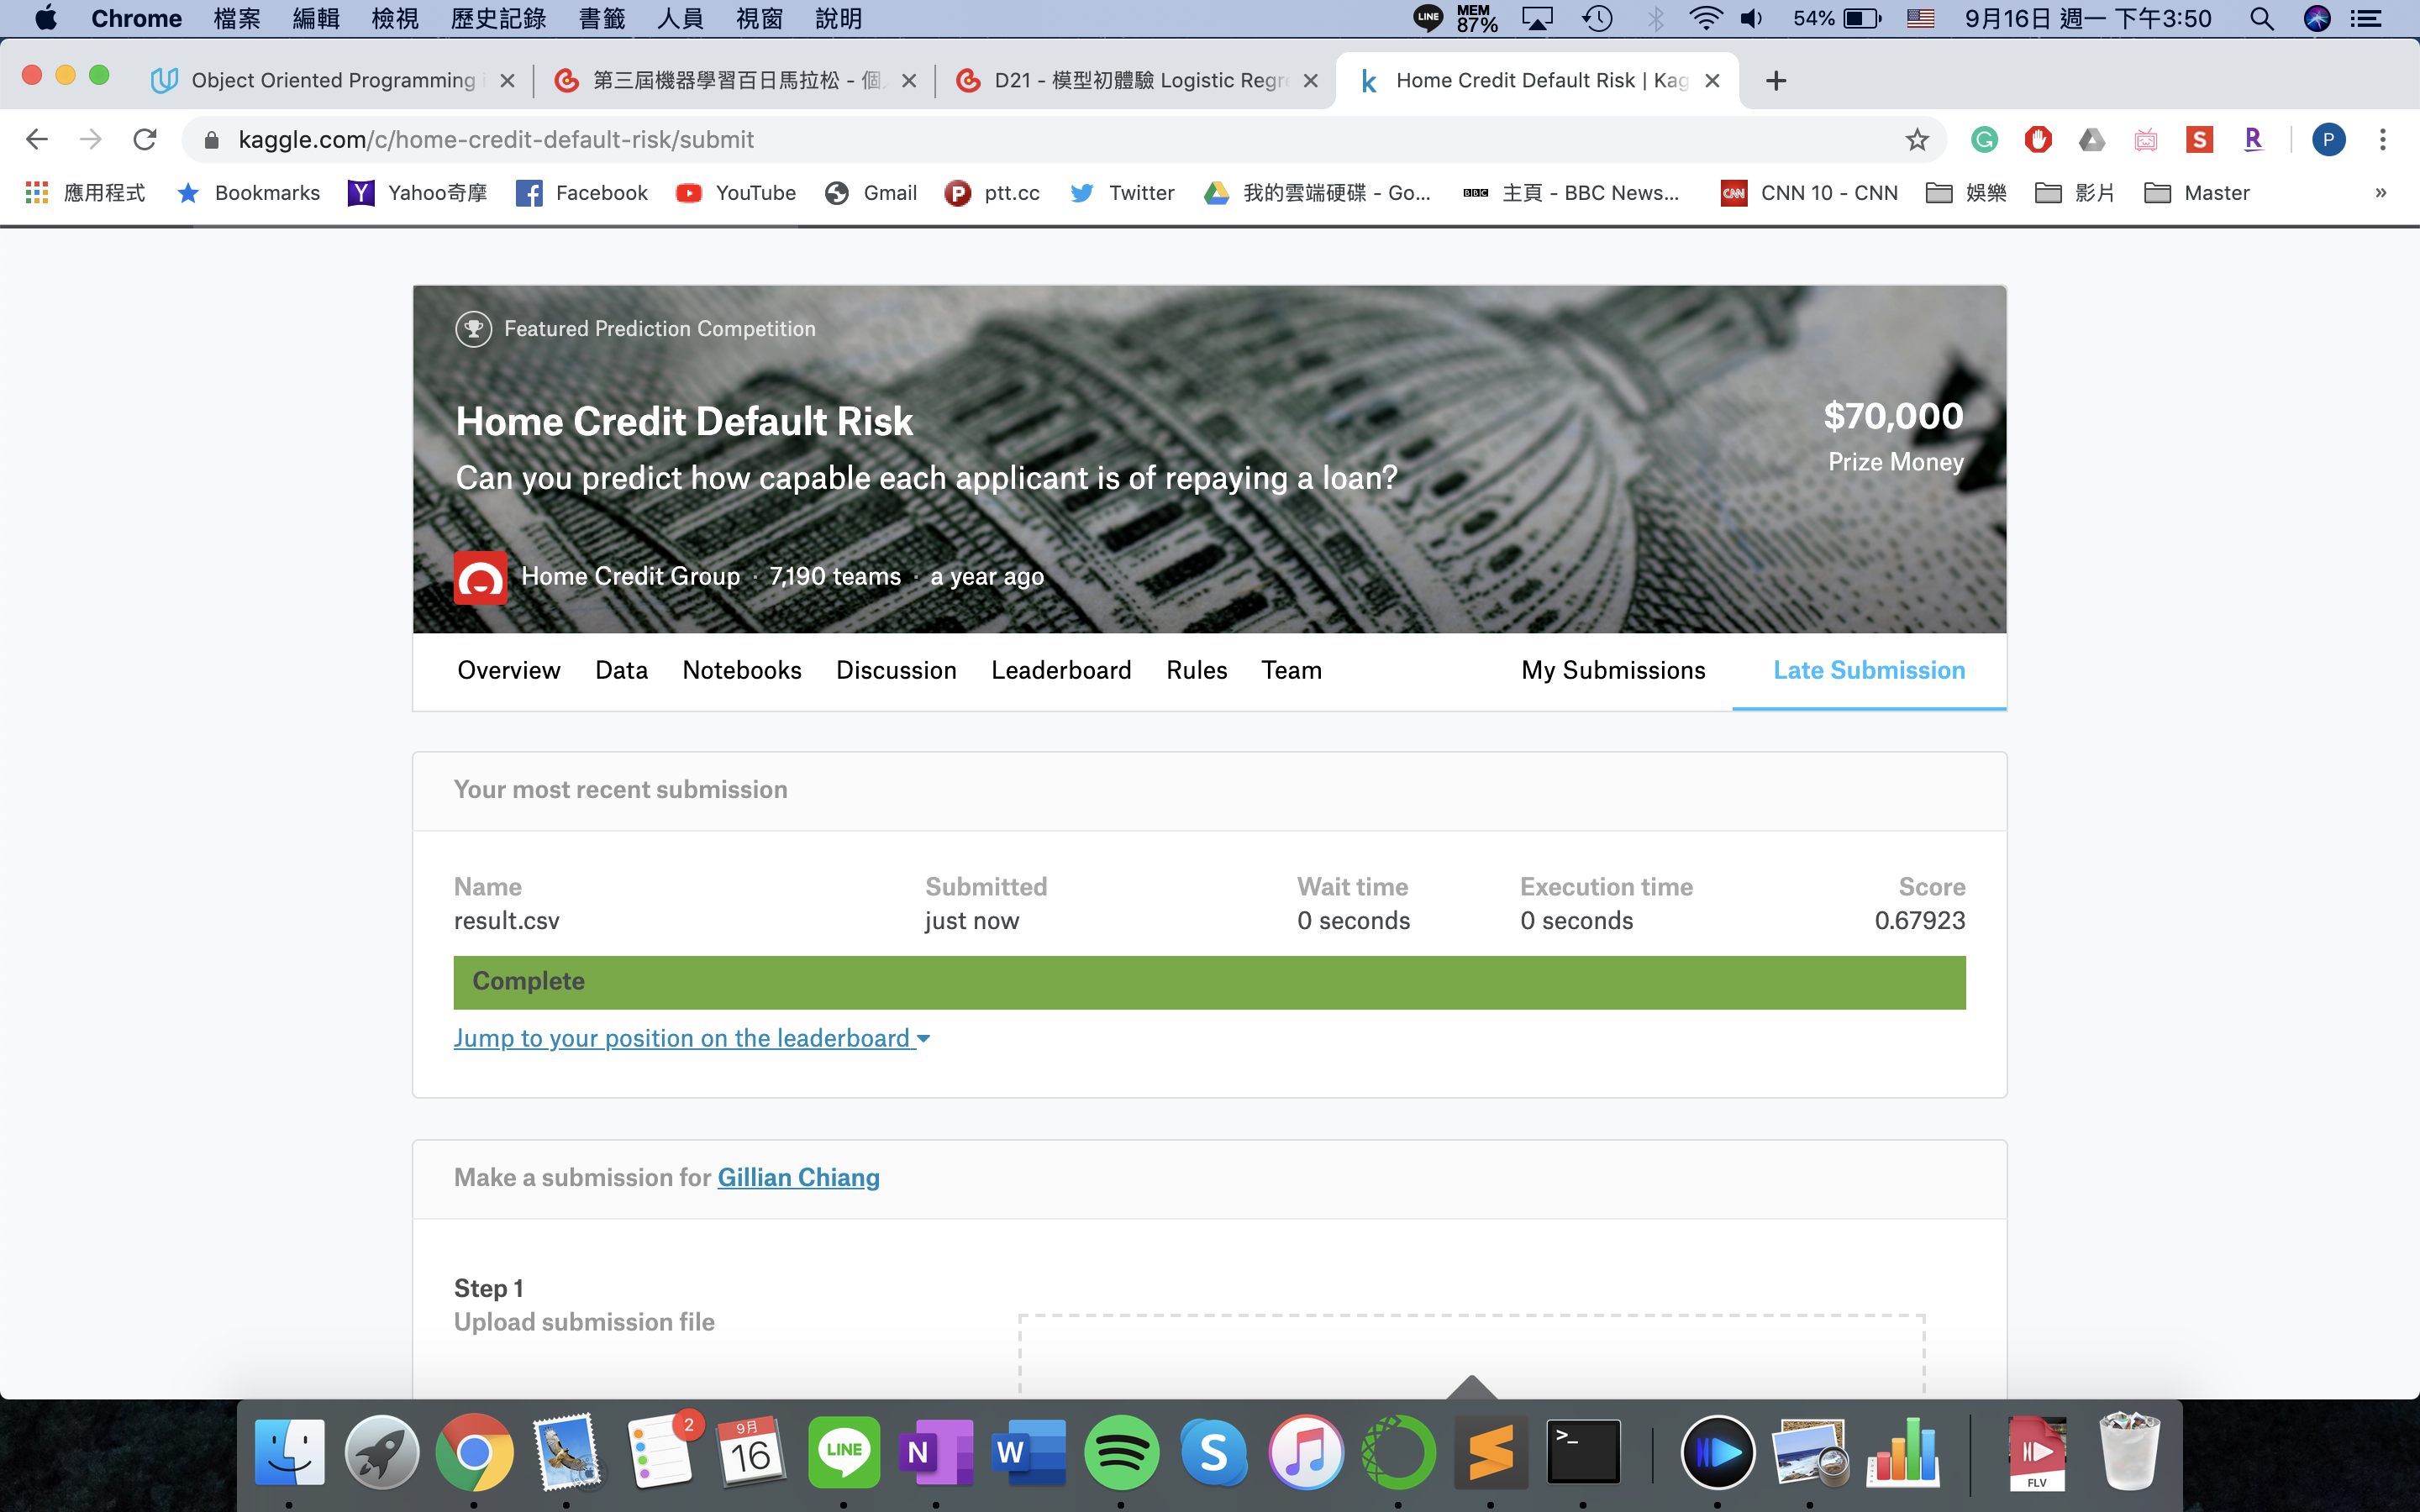 Chrome 檔案 編輯 檢視 歷史記錄 書籤 人員 視窗 說明 LINE MEM 87% 54% 9月16日 週一 下午3:50
Object Oriented Programming 第三屆機器學習百日馬拉松 - 個 D21 - 模型初體驗 Logistic Regr k Home Credit Default Risk | Kag
kaggle.com/c/home-credit-default-risk/submit S R P
應用程式 Bookmarks Y Yahoo奇摩 Facebook YouTube Gmail P ptt.cc Twitter 我的雲端硬碟 - Go... BBC 主頁 - BBC News... CNN CNN 10 - CNN 娛樂 影片 Master »
Featured Prediction Competition
Home Credit Default Risk
$70,000
Can you predict how capable each applicant is of repaying a loan?
Prize Money
Home Credit Group · 7,190 teams · a year ago
Overview Data Notebooks Discussion Leaderboard Rules Team My Submissions Late Submission
Your most recent submission
Name Submitted Wait time Execution time Score
result.csv just now 0 seconds 0 seconds 0.67923
Complete
Jump to your position on the leaderboard
Make a submission for Gillian Chiang
Step 1
Upload submission file
2 9月 16 LINE N W S >_ FLV